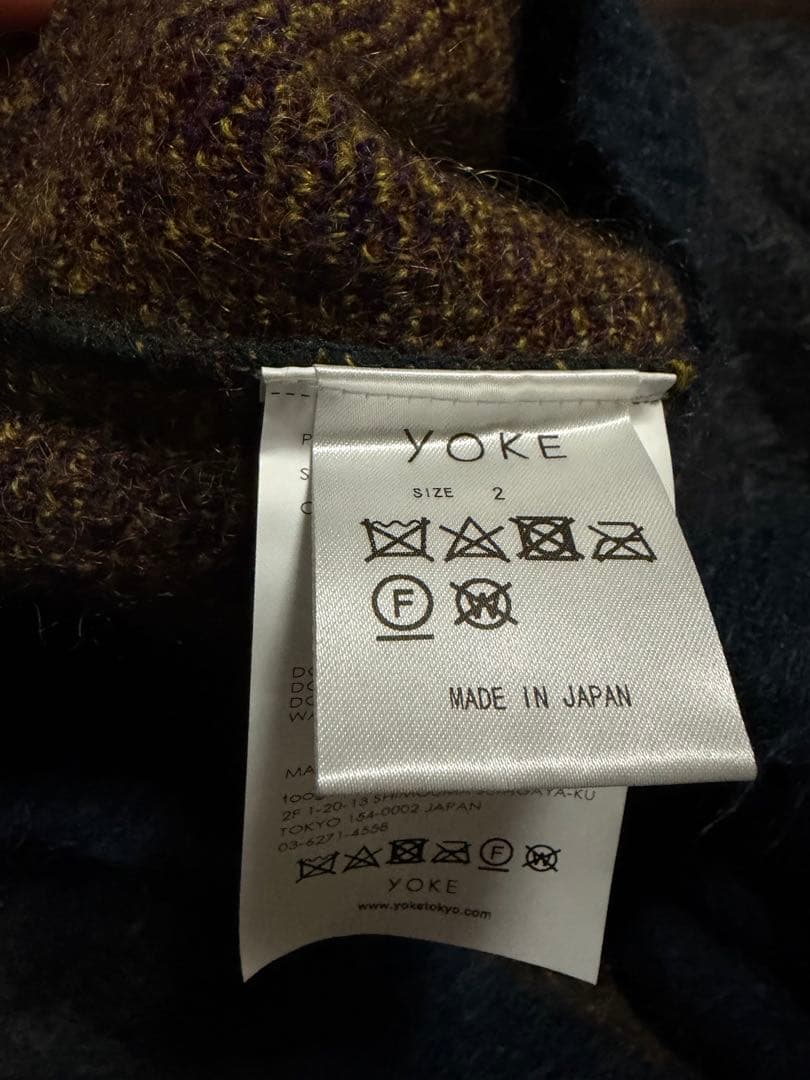 YOKE
SIZE 2
F W
MADE IN JAPAN
2F 1-20-13 SHIMOUMA SETAGAYA-KU
TOKYO 154-0002 JAPAN
03-6271-4558
F W
YOKE
www.yoketokyo.com